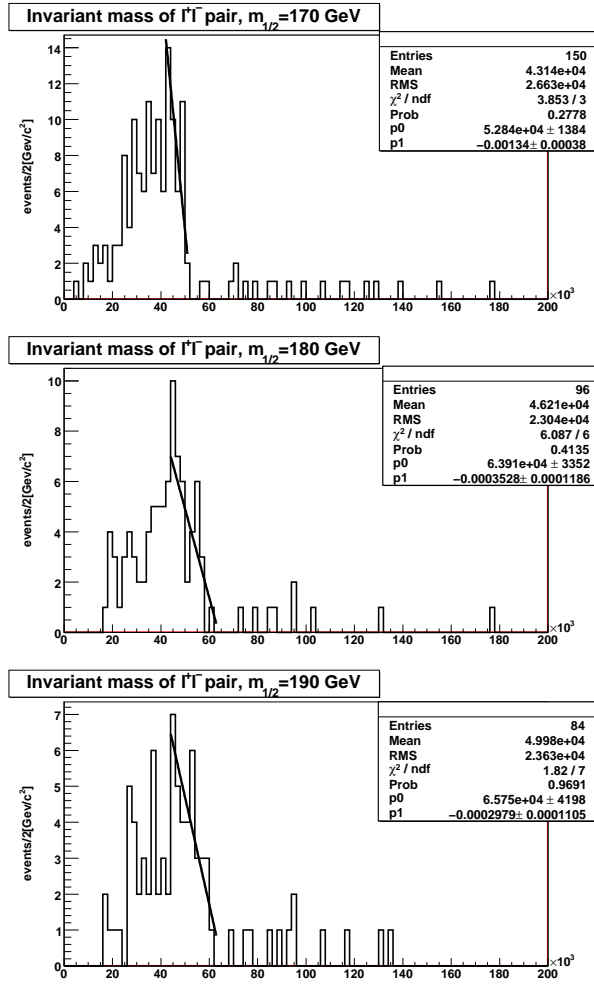 Invariant mass of l⁺l⁻ pair, m₁/₂=170 GeV
Entries 150
Mean 4.314e+04
RMS 2.663e+04
χ² / ndf 3.853 / 3
Prob 0.2778
p0 5.284e+04 ± 1384
p1 −0.00134± 0.00038
events/2[Gev/c²]
14
12
10
8
6
4
2
0
0 20 40 60 80 100 120 140 160 180 200
×10³
Invariant mass of l⁺l⁻ pair, m₁/₂=180 GeV
Entries 96
Mean 4.621e+04
RMS 2.304e+04
χ² / ndf 6.087 / 6
Prob 0.4135
p0 6.391e+04 ± 3352
p1 −0.0003528± 0.0001186
events/2[Gev/c²]
10
8
6
4
2
0
0 20 40 60 80 100 120 140 160 180 200
×10³
Invariant mass of l⁺l⁻ pair, m₁/₂=190 GeV
Entries 84
Mean 4.998e+04
RMS 2.363e+04
χ² / ndf 1.82 / 7
Prob 0.9691
p0 6.575e+04 ± 4198
p1 −0.0002979± 0.0001105
events/2[Gev/c²]
7
6
5
4
3
2
1
0
0 20 40 60 80 100 120 140 160 180 200
×10³